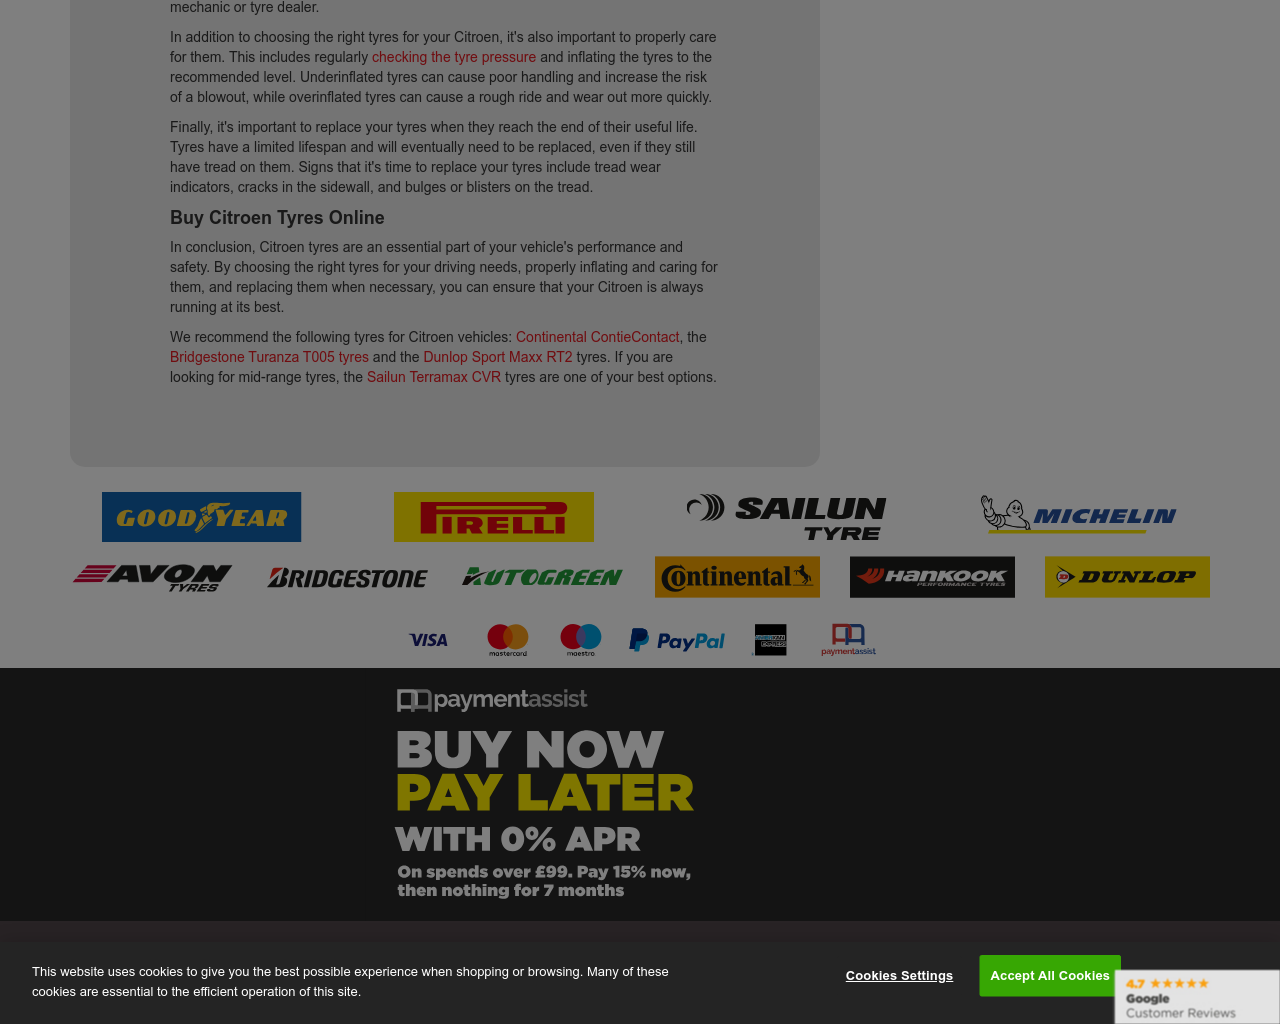 mechanic or tyre dealer.
In addition to choosing the right tyres for your Citroen, it's also important to properly care
for them. This includes regularly checking the tyre pressure and inflating the tyres to the
recommended level. Underinflated tyres can cause poor handling and increase the risk
of a blowout, while overinflated tyres can cause a rough ride and wear out more quickly.
Finally, it's important to replace your tyres when they reach the end of their useful life.
Tyres have a limited lifespan and will eventually need to be replaced, even if they still
have tread on them. Signs that it's time to replace your tyres include tread wear
indicators, cracks in the sidewall, and bulges or blisters on the tread.
Buy Citroen Tyres Online
In conclusion, Citroen tyres are an essential part of your vehicle's performance and
safety. By choosing the right tyres for your driving needs, properly inflating and caring for
them, and replacing them when necessary, you can ensure that your Citroen is always
running at its best.
We recommend the following tyres for Citroen vehicles: Continental ContieContact, the
Bridgestone Turanza T005 tyres and the Dunlop Sport Maxx RT2 tyres. If you are
looking for mid-range tyres, the Sailun Terramax CVR tyres are one of your best options.
GOOD YEAR
PIRELLI
SAILUN
TYRE
MICHELIN
AVON
TYRES
BRIDGESTONE
AUTOGREEN
Continental
HANKOOK
PERFORMANCE TYRES
DUNLOP
VISA
mastercard
maestro
PayPal
AMERICAN
EXPRESS
paymentassist
paymentassist
BUY NOW
PAY LATER
WITH 0% APR
On spends over £99. Pay 15% now,
then nothing for 7 months
This website uses cookies to give you the best possible experience when shopping or browsing. Many of these
cookies are essential to the efficient operation of this site.
Cookies Settings
Accept All Cookies
4.7 ★★★★★
Google
Customer Reviews